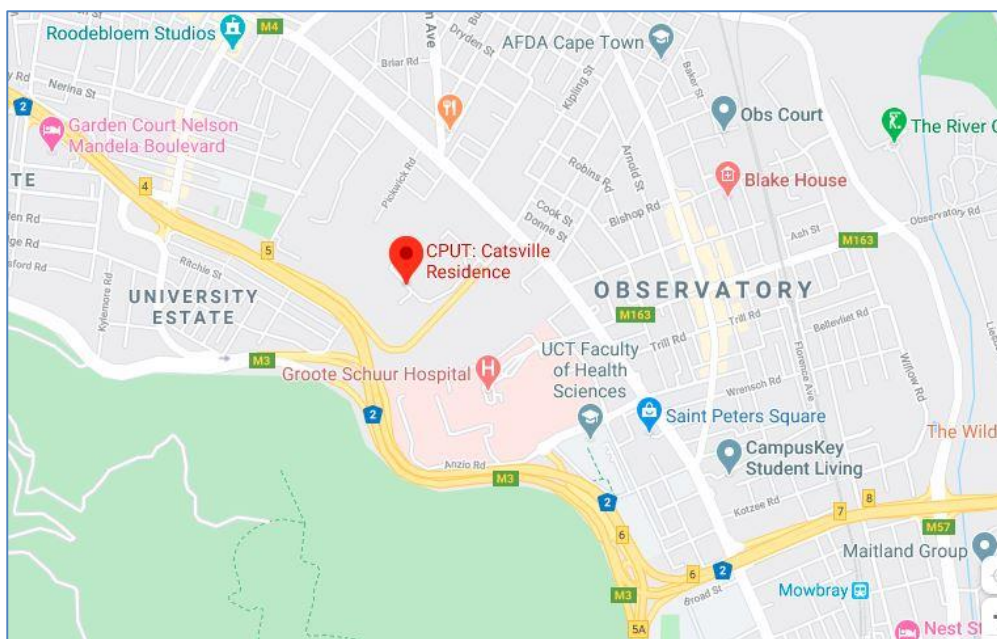 Roodebloem Studios
M4
AFDA Cape Town
Dryden St
Kipling St
Baker St
Briar Rd
Nerina St
2
Garden Court Nelson
Mandela Boulevard
Obs Court
The River
Blake House
Arnold St
Robins Rd
Bishop Rd
Pickwick Rd
Cook St
Donne St
Ash St
Observatory Rd
M163
4
5
CPUT: Catsville
Residence
OBSERVATORY
Ritchie St
UNIVERSITY
ESTATE
Kylemore Rd
M163
Trill Rd
Trill Rd
Bellevliet Rd
Florence Ave
Willow Rd
M3
Groote Schuur Hospital
H
UCT Faculty
of Health
Sciences
Wrensch Rd
2
Saint Peters Square
The Wild
CampusKey
Student Living
Anzio Rd
M3
2
Kotzee Rd
8
7
6
M57
Maitland Group
6
2
Broad St
M3
Mowbray
5A
Nest